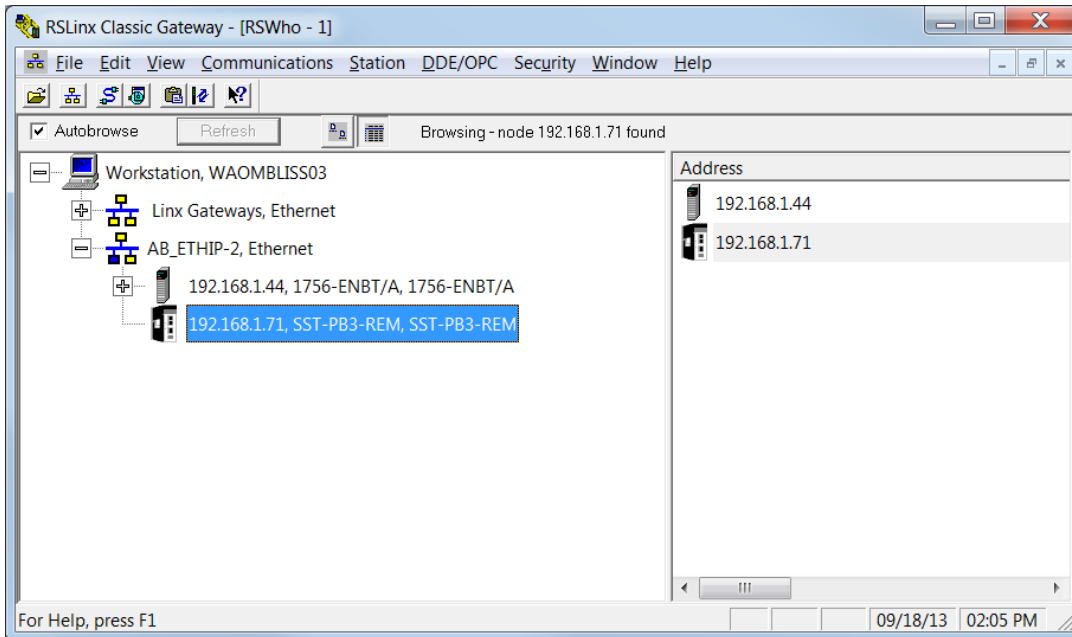 RSLinx Classic Gateway - [RSWho - 1]
File Edit View Communications Station DDE/OPC Security Window Help
Autobrowse Refresh Browsing - node 192.168.1.71 found
Workstation, WAOMBLISS03
Linx Gateways, Ethernet
AB_ETHIP-2, Ethernet
192.168.1.44, 1756-ENBT/A, 1756-ENBT/A
192.168.1.71, SST-PB3-REM, SST-PB3-REM
Address
192.168.1.44
192.168.1.71
For Help, press F1 09/18/13 02:05 PM